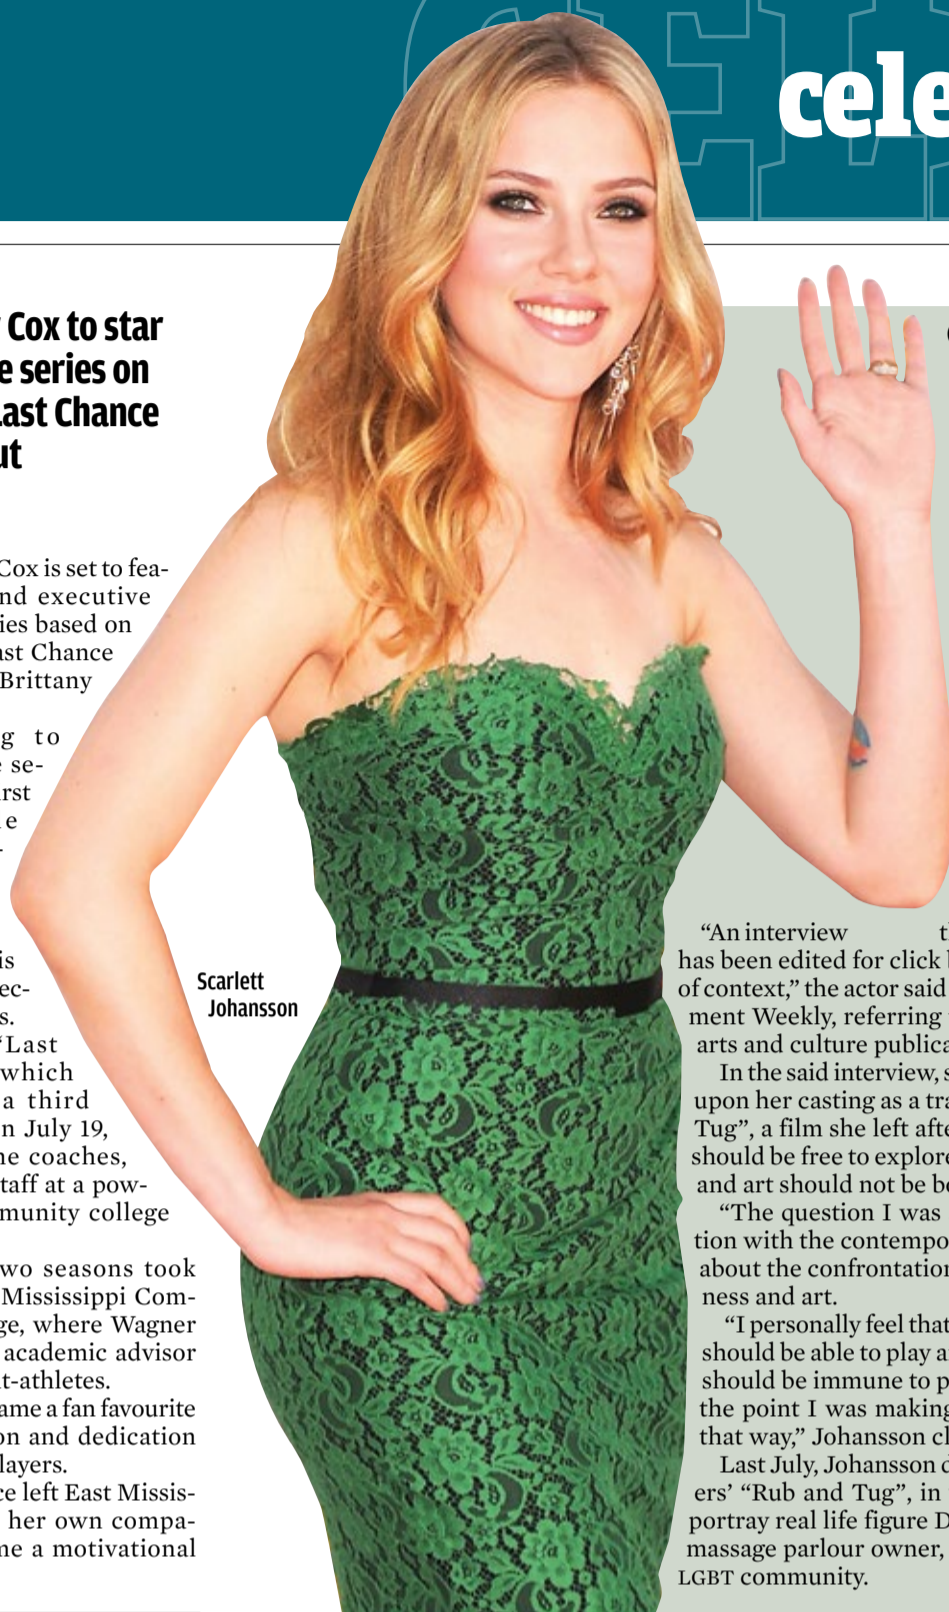 cele
Cox to star
e series on
Last Chance
ut
Cox is set to fea-
nd executive
ies based on
ast Chance
Brittany
g to
e se-
irst
e
-
is
ec-
s.
“Last
which
a third
n July 19,
ne coaches,
taff at a pow-
munity college
wo seasons took
Mississippi Com-
ge, where Wagner
academic advisor
t-athletes.
ame a fan favourite
on and dedication
layers.
ce left East Missis-
her own compa-
me a motivational
Scarlett
Johansson
“An interview t
has been edited for click
of context,” the actor said
ment Weekly, referring
arts and culture publica
In the said interview, s
upon her casting as a tra
Tug”, a film she left afte
should be free to explore
and art should not be b
“The question I was
tion with the contempo
about the confrontation
ness and art.
“I personally feel that
should be able to play a
should be immune to p
the point I was making
that way,” Johansson cl
Last July, Johansson d
ers’ “Rub and Tug”, in
portray real life figure D
massage parlour owner,
LGBT community.